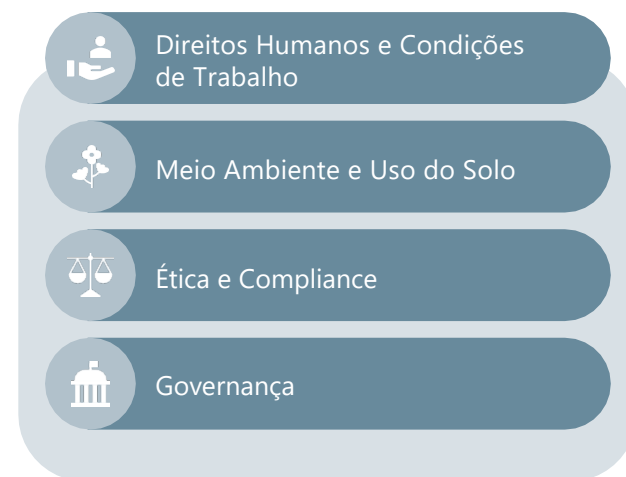 Direitos Humanos e Condições
de Trabalho
Meio Ambiente e Uso do Solo
Ética e Compliance
Governança